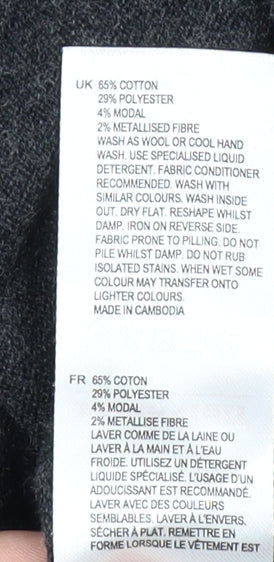 UK 65% COTTON
29% POLYESTER
4% MODAL
2% METALLISED FIBRE
WASH AS WOOL OR COOL HAND
WASH. USE SPECIALISED LIQUID
DETERGENT. FABRIC CONDITIONER
RECOMMENDED. WASH WITH
SIMILAR COLOURS. WASH INSIDE
OUT. DRY FLAT. RESHAPE WHILST
DAMP. IRON ON REVERSE SIDE.
FABRIC PRONE TO PILLING. DO NOT
PILE WHILST DAMP. DO NOT RUB
ISOLATED STAINS. WHEN WET SOME
COLOUR MAY TRANSFER ONTO
LIGHTER COLOURS.
MADE IN CAMBODIA
FR 65% COTON
29% POLYESTER
4% MODAL
2% METALLISE FIBRE
LAVER COMME DE LA LAINE OU
LAVER À LA MAIN ET À L'EAU
FROIDE. UTILISEZ UN DÉTERGENT
LIQUIDE SPÉCIALISÉ. L'USAGE D'UN
ADOUCISSANT EST RECOMMANDÉ.
LAVER AVEC DES COULEURS
SEMBLABLES. LAVER À L'ENVERS.
SÉCHER À PLAT. REMETTRE EN
FORME LORSQUE LE VÊTEMENT EST